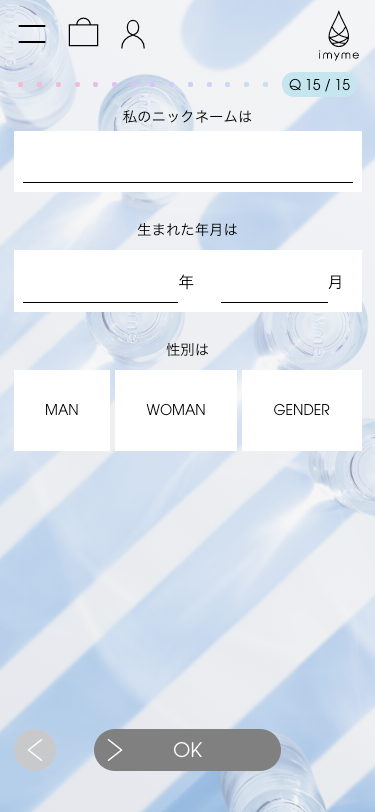 imyme
Q 15 / 15
私のニックネームは
生まれた年月は
年 月
性別は
MAN WOMAN GENDER
OK